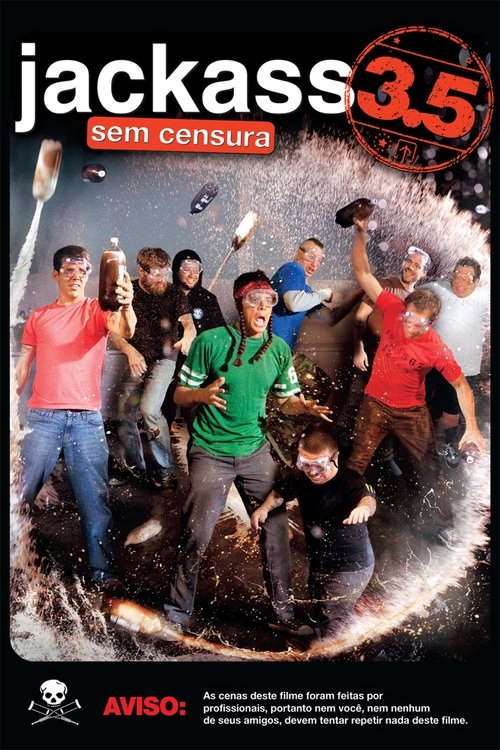 jackass
3.5
sem censura
AVISO:
As cenas deste filme foram feitas por
profissionais, portanto nem você, nem nenhum
de seus amigos, devem tentar repetir nada deste filme.